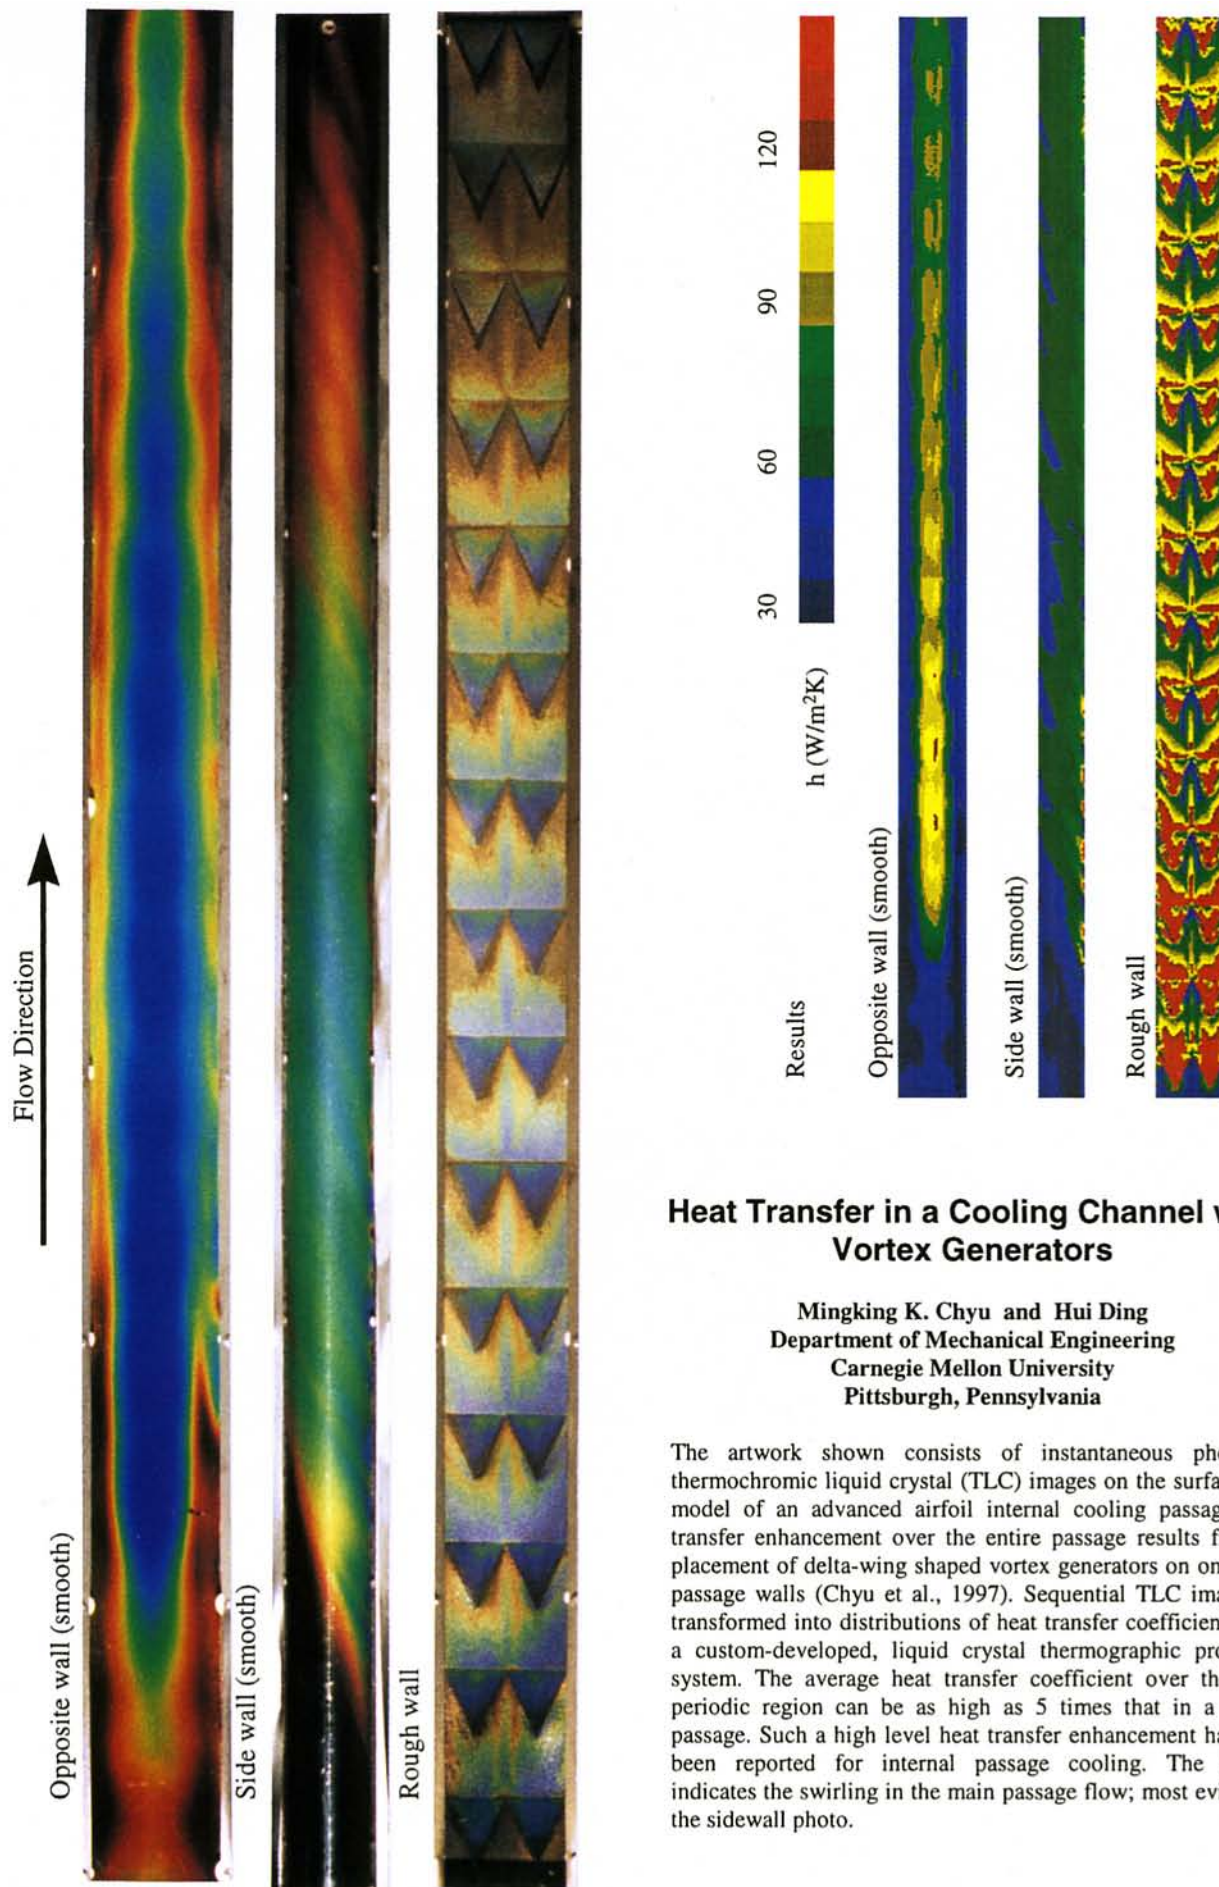 Flow Direction
Opposite wall (smooth)
Side wall (smooth)
Rough wall
120
90
60
30
h (W/m²K)
Results
Opposite wall (smooth)
Side wall (smooth)
Rough wall
Heat Transfer in a Cooling Channel
Vortex Generators
Mingking K. Chyu and Hui Ding
Department of Mechanical Engineering
Carnegie Mellon University
Pittsburgh, Pennsylvania
The artwork shown consists of instantaneous
thermochromic liquid crystal (TLC) images on the
model of an advanced airfoil internal cooling
transfer enhancement over the entire passage results
placement of delta-wing shaped vortex generators on
passage walls (Chyu et al., 1997). Sequential TLC
transformed into distributions of heat transfer
a custom-developed, liquid crystal thermographic
system. The average heat transfer coefficient over
periodic region can be as high as 5 times that in a
passage. Such a high level heat transfer enhancement
been reported for internal passage cooling. The
indicates the swirling in the main passage flow; most
the sidewall photo.